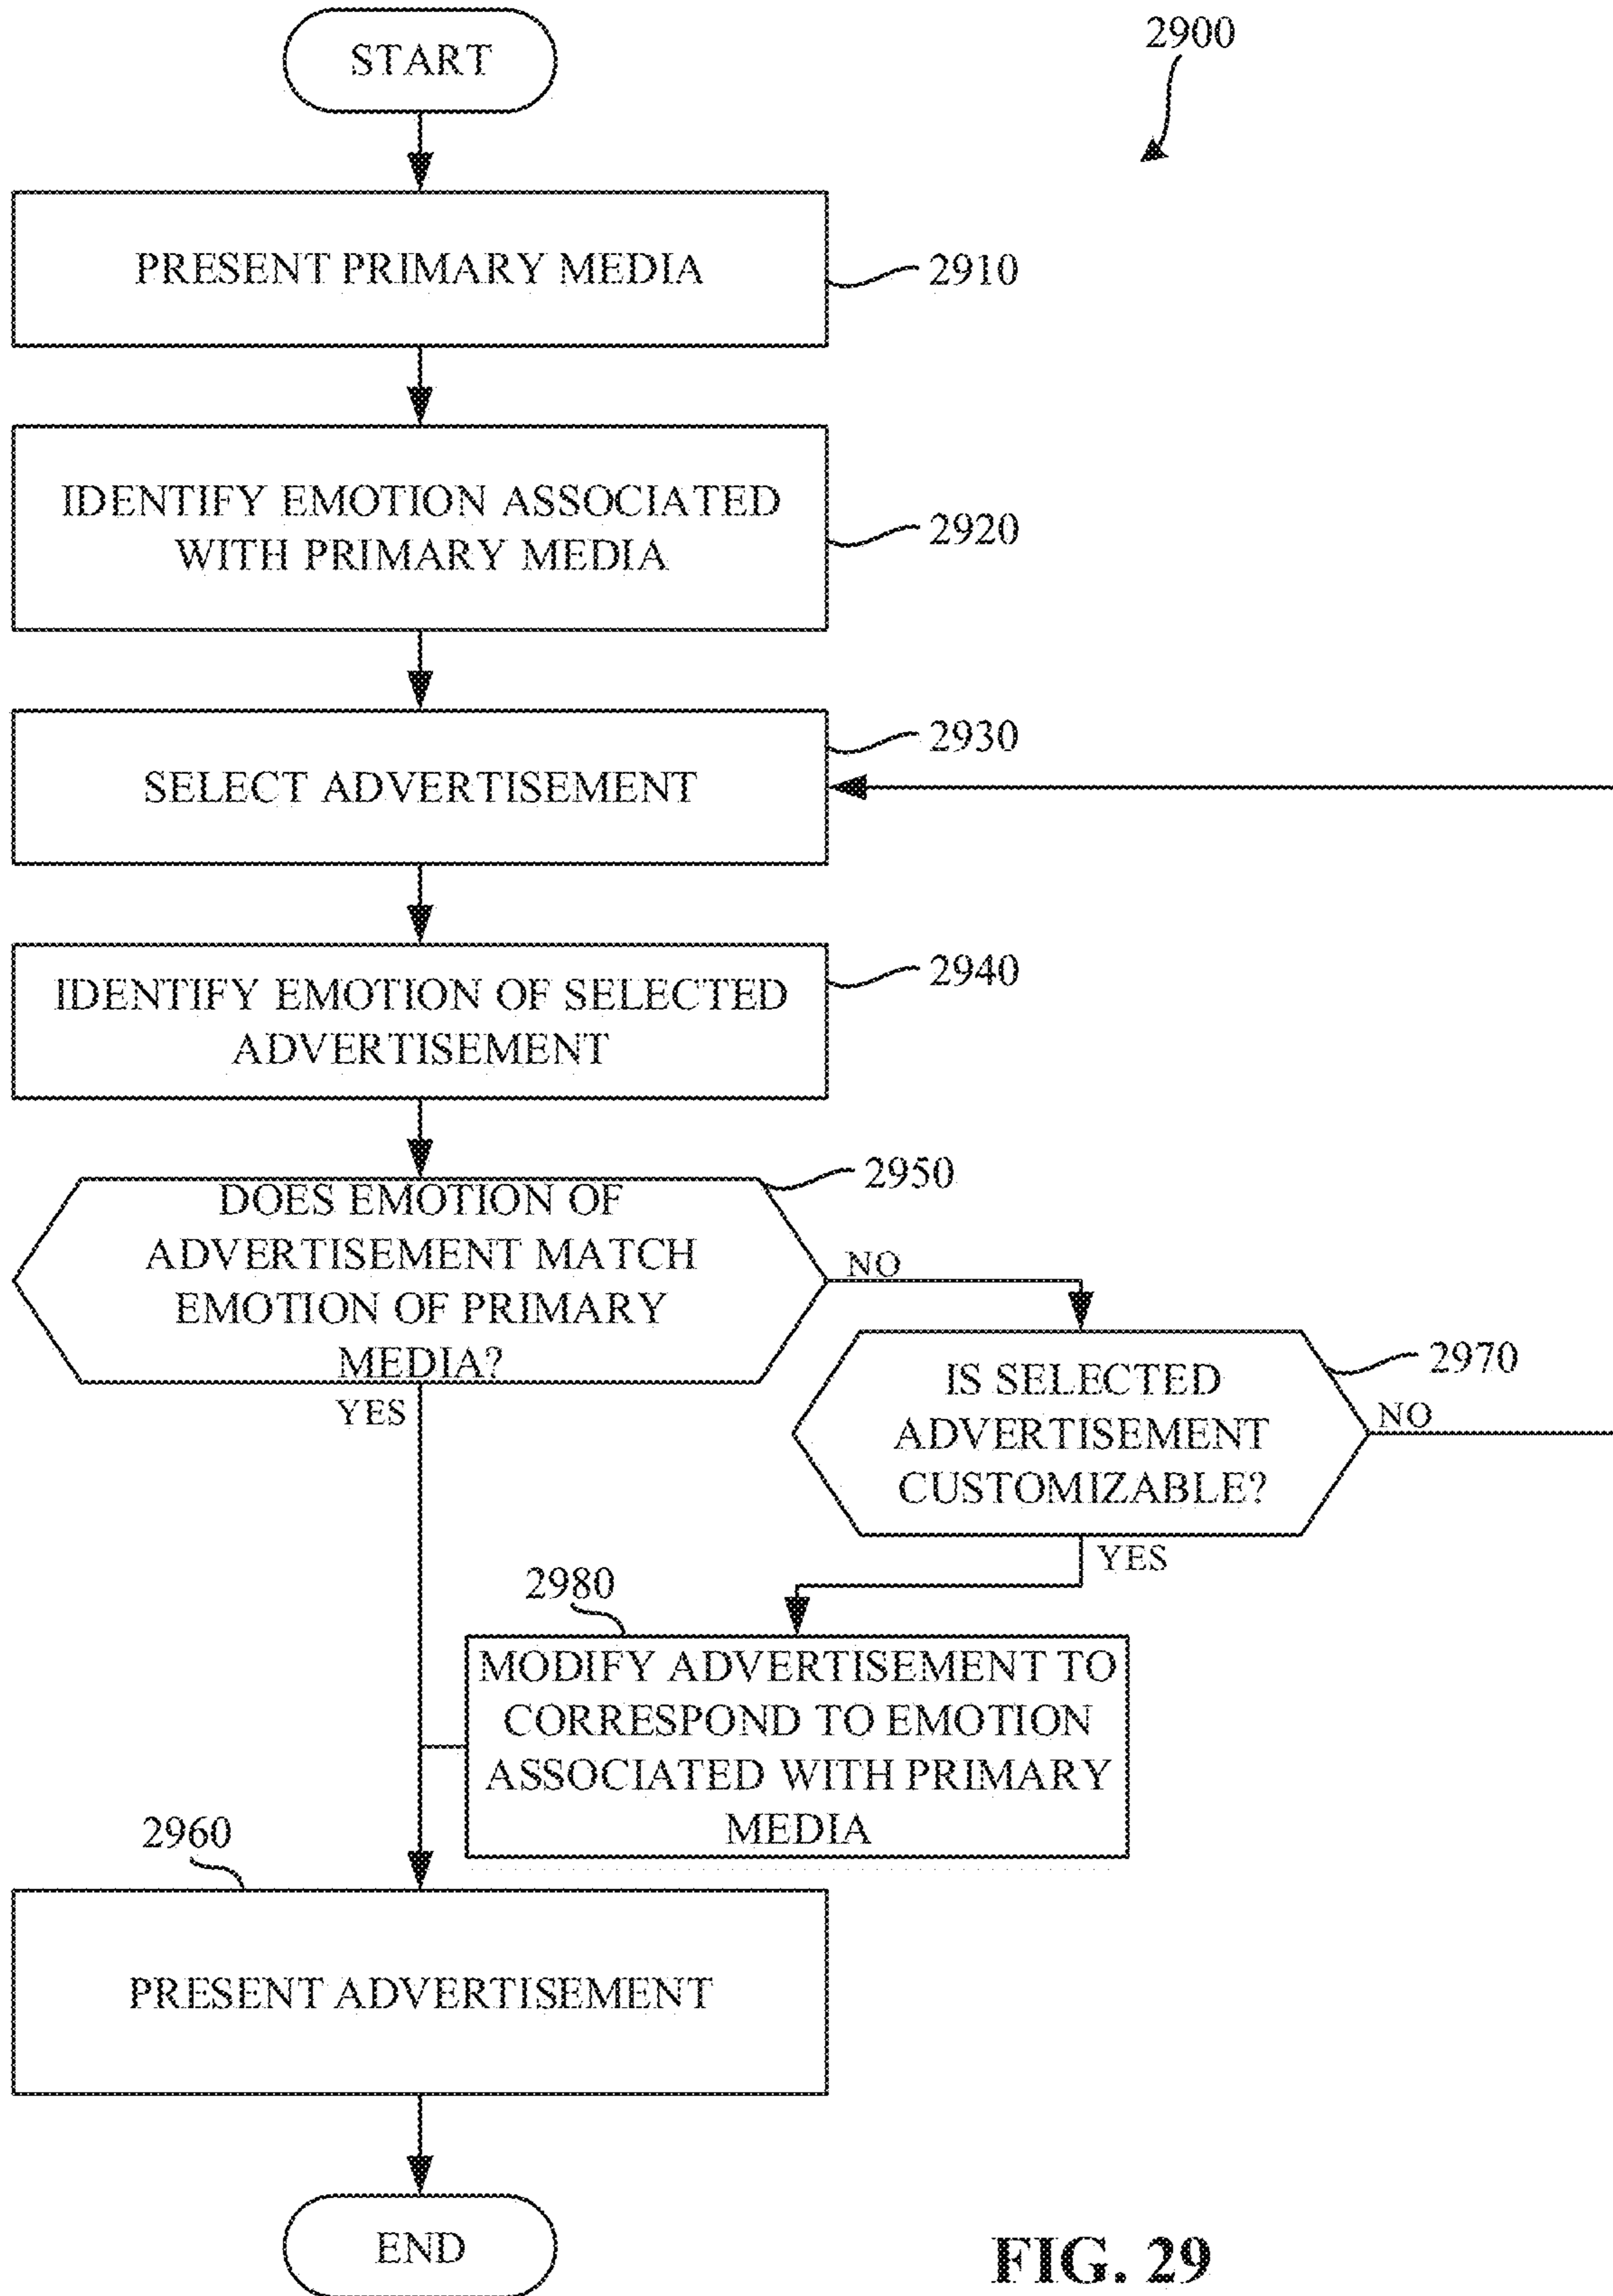 START
2900
PRESENT PRIMARY MEDIA
2910
IDENTIFY EMOTION ASSOCIATED
WITH PRIMARY MEDIA
2920
2930
SELECT ADVERTISEMENT
IDENTIFY EMOTION OF SELECTED
ADVERTISEMENT
2940
DOES EMOTION OF
ADVERTISEMENT MATCH
EMOTION OF PRIMARY
MEDIA?
2950
NO
YES
IS SELECTED
ADVERTISEMENT
CUSTOMIZABLE?
2970
NO
YES
2980
MODIFY ADVERTISEMENT TO
CORRESPOND TO EMOTION
ASSOCIATED WITH PRIMARY
MEDIA
2960
PRESENT ADVERTISEMENT
END
FIG. 29